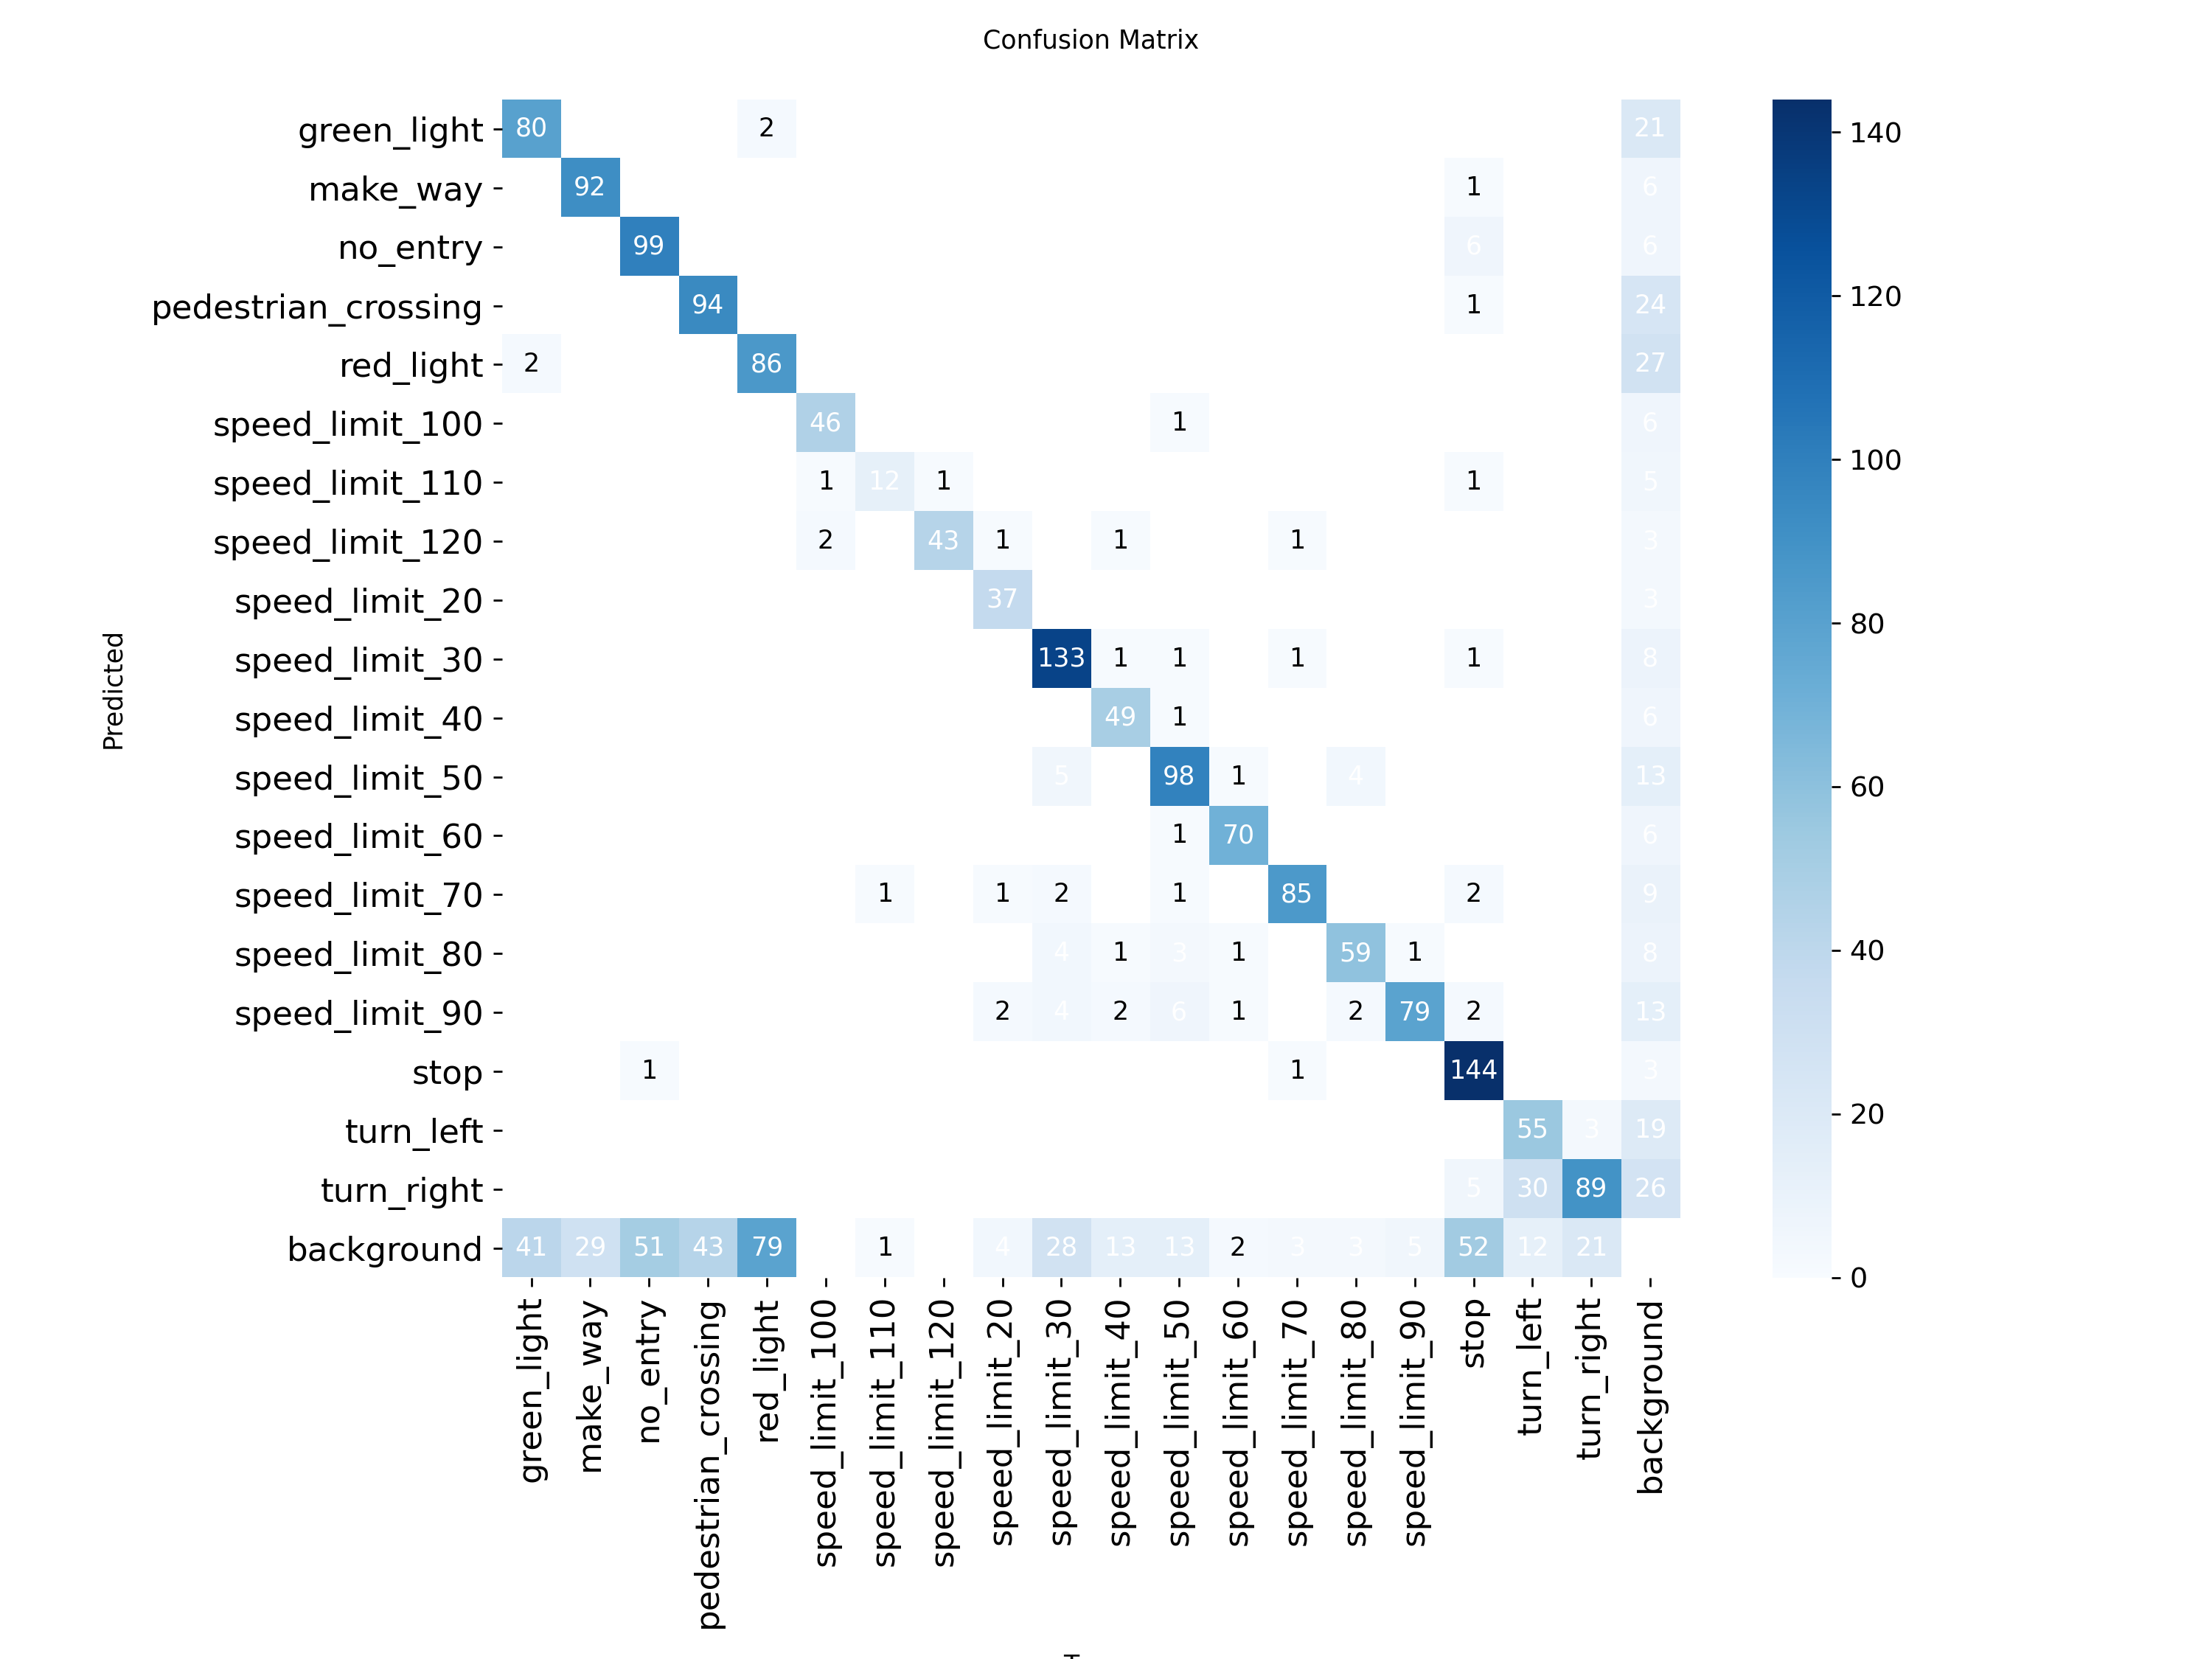 Confusion Matrix
green_light 80 2 21
make_way 92 1 6
no_entry 99 6 6
pedestrian_crossing 94 1 24
red_light 2 86 27
speed_limit_100 46 1 6
speed_limit_110 1 12 1 1 5
speed_limit_120 2 43 1 1 1 3
speed_limit_20 37 3
speed_limit_30 133 1 1 1 1 8
speed_limit_40 49 1 6
speed_limit_50 5 98 1 4 13
speed_limit_60 1 70 6
speed_limit_70 1 1 2 1 85 2 9
speed_limit_80 4 1 3 1 59 1 8
speed_limit_90 2 4 2 6 1 2 79 2 13
stop 1 1 144 3
turn_left 55 3 19
turn_right 5 30 89 26
background 41 29 51 43 79 1 4 28 13 13 2 3 3 5 52 12 21
Predicted
green_light
make_way
no_entry
pedestrian_crossing
red_light
speed_limit_100
speed_limit_110
speed_limit_120
speed_limit_20
speed_limit_30
speed_limit_40
speed_limit_50
speed_limit_60
speed_limit_70
speed_limit_80
speed_limit_90
stop
turn_left
turn_right
background
140
120
100
80
60
40
20
0